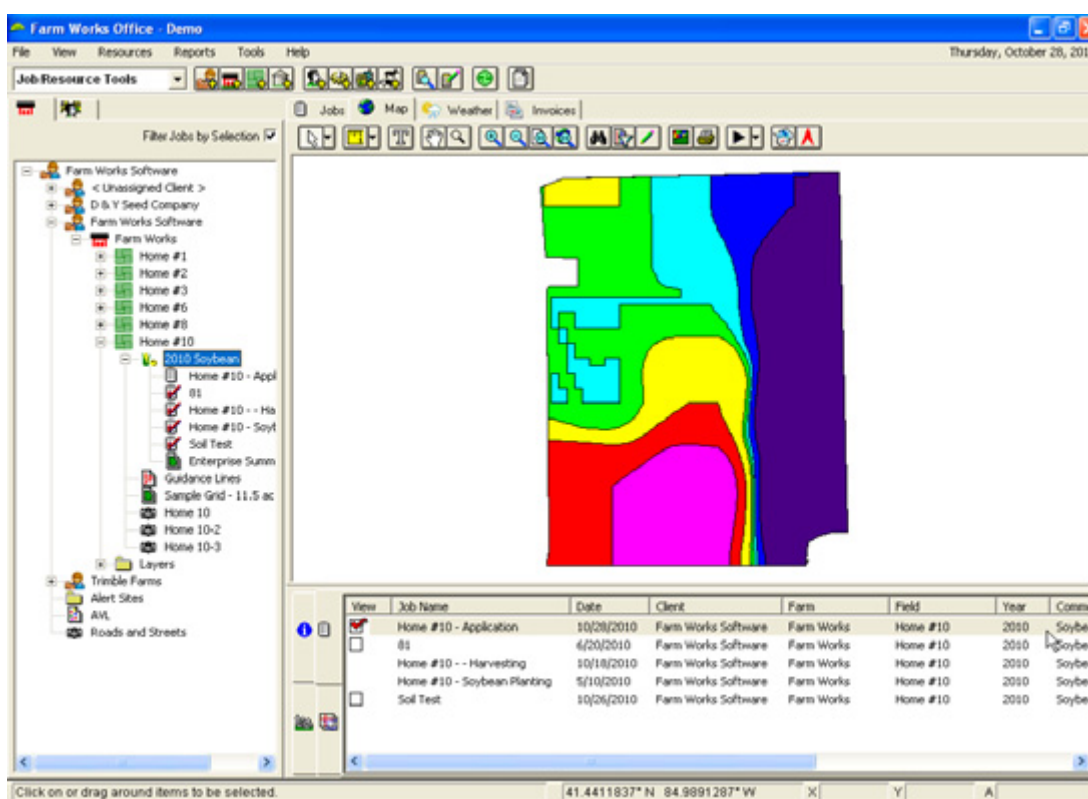 Farm Works Office - Demo
File View Resources Reports Tools Help Thursday, October 28, 201
Job/Resource Tools
Jobs Map Weather Invoices
Filter Jobs by Selection
Farm Works Software
< Unassigned Client >
D & Y Seed Company
Farm Works Software
Farm Works
Home #1
Home #2
Home #3
Home #6
Home #8
Home #10
2010 Soybean
Home #10 - Appl
81
Home #10 - - Ha
Home #10 - Soyb
Soil Test
Enterprise Summ
Guidance Lines
Sample Grid - 11.5 ac
Home 10
Home 10-2
Home 10-3
Layers
Trimble Farms
Alert Sites
AVL
Roads and Streets
View Job Name Date Client Farm Field Year Comm
Home #10 - Application 10/28/2010 Farm Works Software Farm Works Home #10 2010 Soybe
81 6/20/2010 Farm Works Software Farm Works Home #10 2010 Soybe
Home #10 - - Harvesting 10/18/2010 Farm Works Software Farm Works Home #10 2010 Soybe
Home #10 - Soybean Planting 5/10/2010 Farm Works Software Farm Works Home #10 2010 Soybe
Soil Test 10/26/2010 Farm Works Software Farm Works Home #10 2010 Soybe
Click on or drag around items to be selected. 41.4411837° N 84.9891287° W X Y A